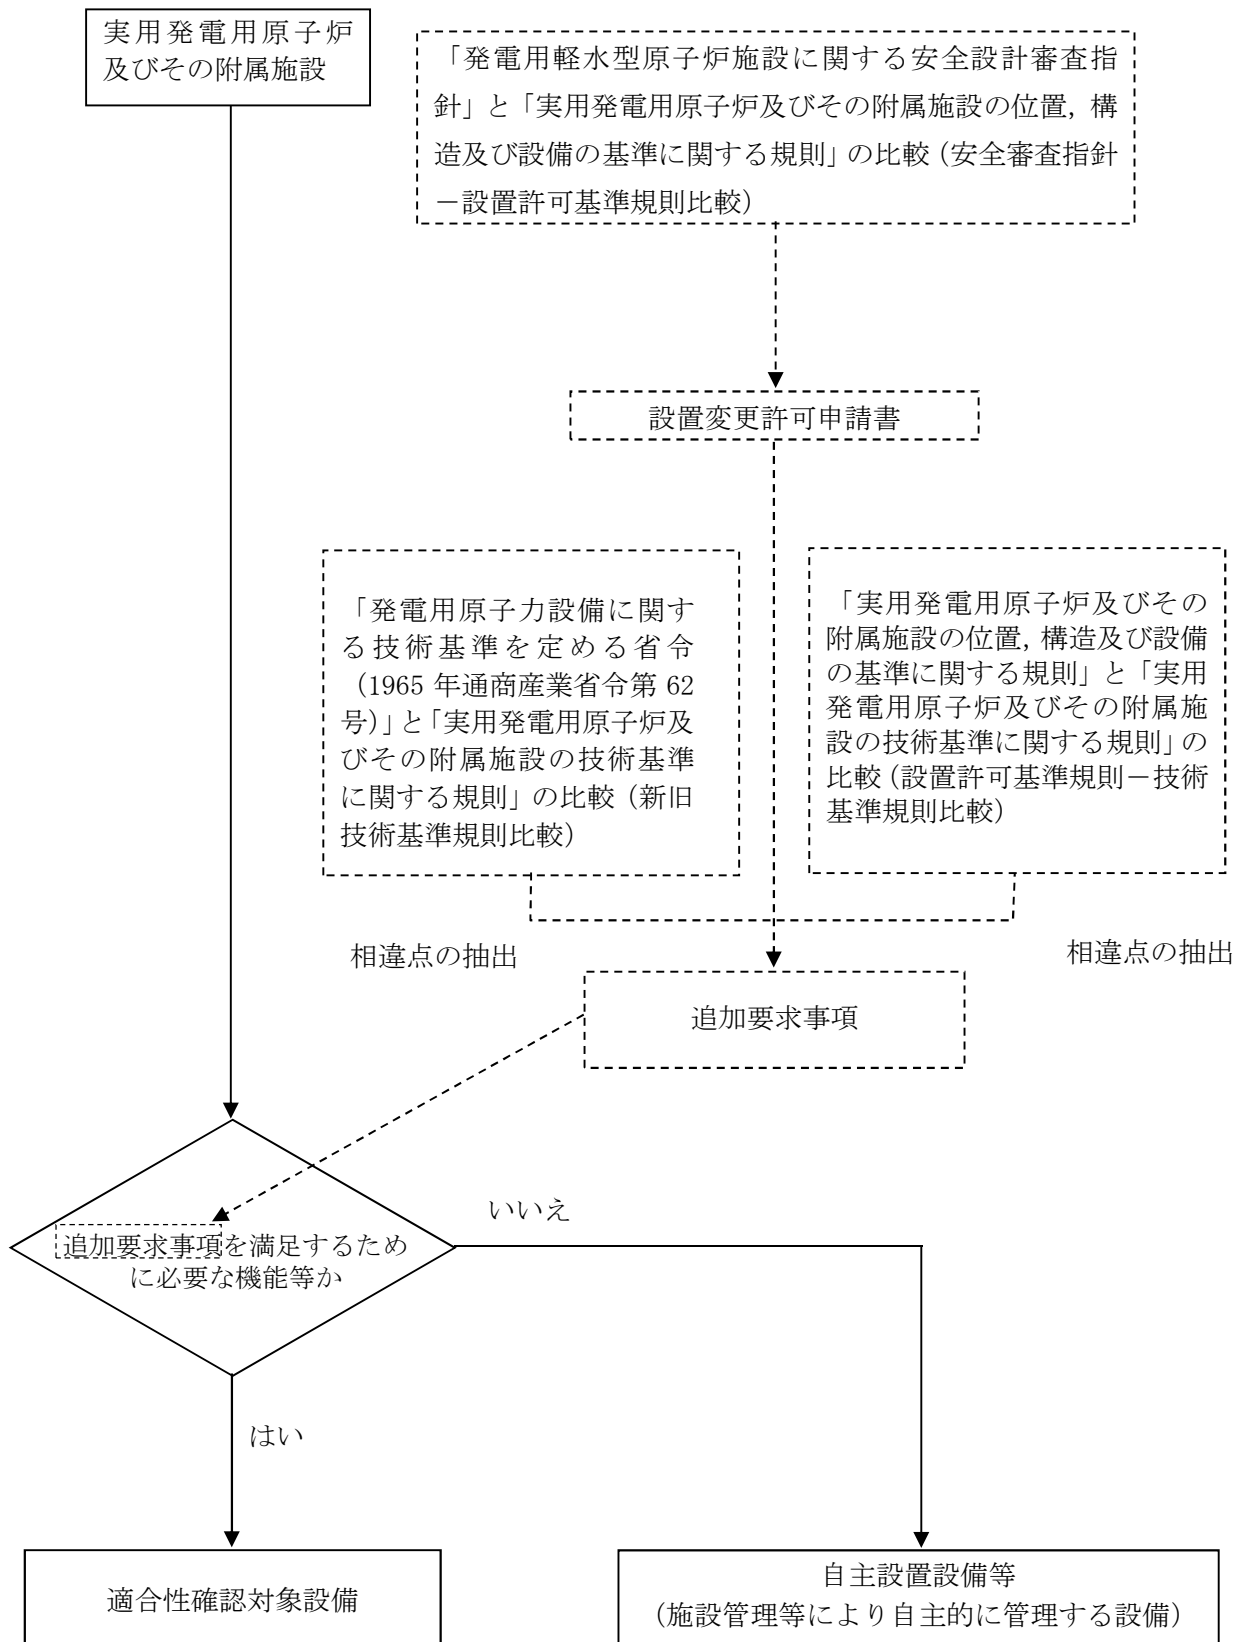 実用発電用原子炉
及びその附属施設
「発電用軽水型原子炉施設に関する安全設計審査指
針」と「実用発電用原子炉及びその附属施設の位置, 構
造及び設備の基準に関する規則」の比較（安全審査指針
－設置許可基準規則比較）
設置変更許可申請書
「発電用原子力設備に関す
る技術基準を定める省令
（1965 年通商産業省令第 62
号）」と「実用発電用原子炉及
びその附属施設の技術基準
に関する規則」の比較（新旧
技術基準規則比較）
「実用発電用原子炉及びその
附属施設の位置, 構造及び設備
の基準に関する規則」と「実用
発電用原子炉及びその附属施
設の技術基準に関する規則」の
比較（設置許可基準規則－技術
基準規則比較）
相違点の抽出
相違点の抽出
追加要求事項
いいえ
追加要求事項を満足するため
に必要な機能等か
はい
適合性確認対象設備
自主設置設備等
（施設管理等により自主的に管理する設備）